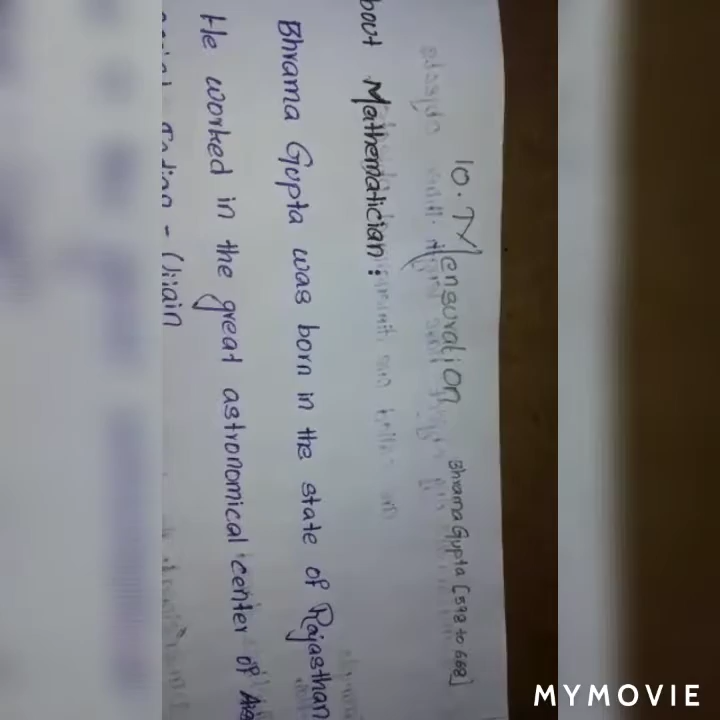 10. Mensuration
Bhrama Gupta [598 to 668]
bout Mathematician:
Bhrama Gupta was born in the state of Rajasthan
He worked in the great astronomical center of
Ujjain
MYMOVIE